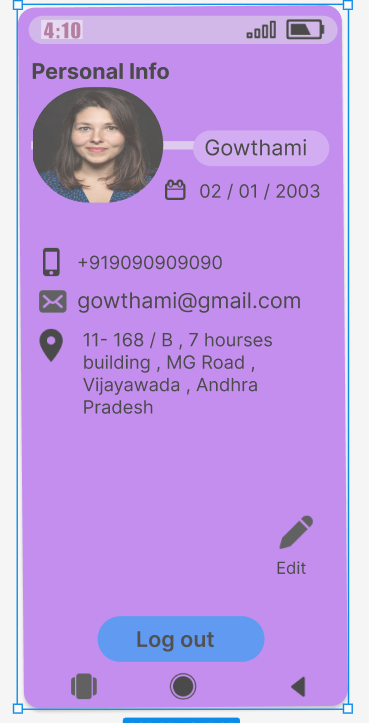 4:10
Personal Info
Gowthami
02 / 01 / 2003
+919090909090
gowthami@gmail.com
11- 168 / B , 7 hourses
building , MG Road ,
Vijayawada , Andhra
Pradesh
Edit
Log out